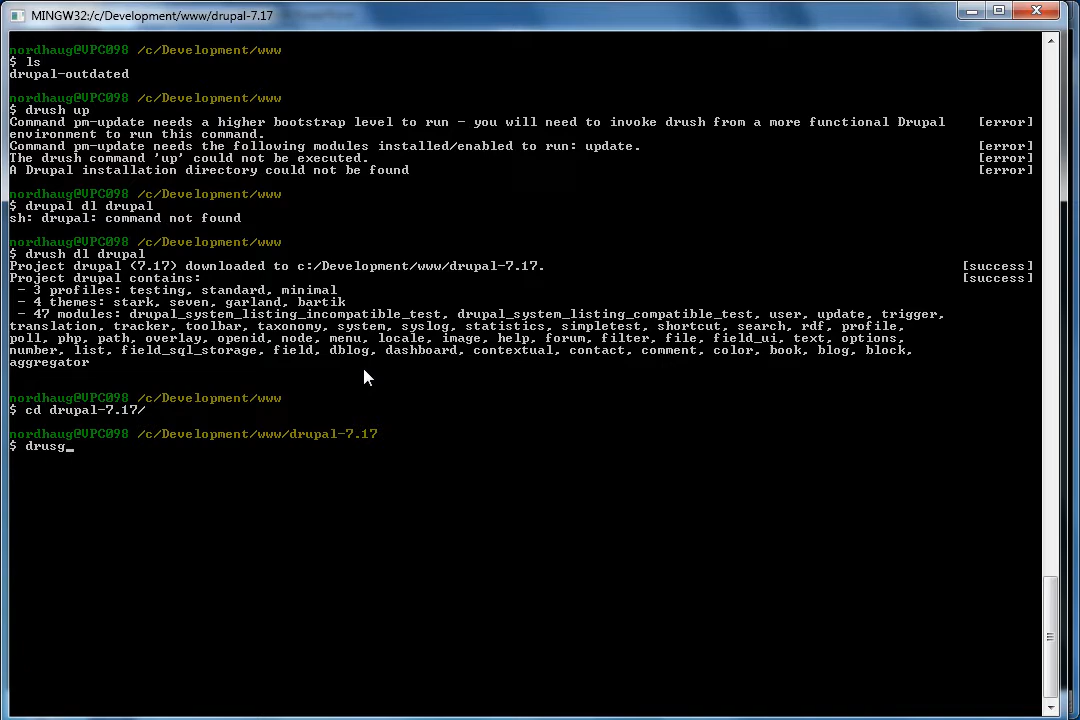 MINGW32:/c/Development/www/drupal-7.17
nordhaug@VPC098 /c/Development/www
$ ls
drupal-outdated
nordhaug@VPC098 /c/Development/www
$ drush up
Command pm-update needs a higher bootstrap level to run - you will need to invoke drush from a more functional Drupal [error]
environment to run this command.
Command pm-update needs the following modules installed/enabled to run: update. [error]
The drush command 'up' could not be executed. [error]
A Drupal installation directory could not be found [error]
nordhaug@VPC098 /c/Development/www
$ drupal dl drupal
sh: drupal: command not found
nordhaug@VPC098 /c/Development/www
$ drush dl drupal
Project drupal (7.17) downloaded to c:/Development/www/drupal-7.17. [success]
Project drupal contains: [success]
- 3 profiles: testing, standard, minimal
- 4 themes: stark, seven, garland, bartik
- 47 modules: drupal_system_listing_incompatible_test, drupal_system_listing_compatible_test, user, update, trigger,
translation, tracker, toolbar, taxonomy, system, syslog, statistics, simpletest, shortcut, search, rdf, profile,
poll, php, path, overlay, openid, node, menu, locale, image, help, forum, filter, file, field_ui, text, options,
number, list, field_sql_storage, field, dblog, dashboard, contextual, contact, comment, color, book, blog, block,
aggregator
nordhaug@VPC098 /c/Development/www
$ cd drupal-7.17/
nordhaug@VPC098 /c/Development/www/drupal-7.17
$ drusg_